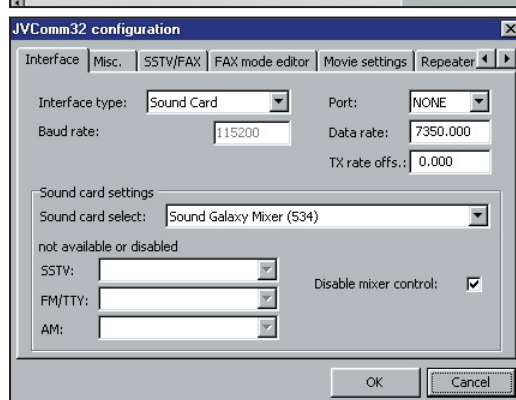 JVComm32 configuration
Interface Misc. SSTV/FAX FAX mode editor Movie settings Repeater
Interface type: Sound Card Port: NONE
Baud rate: 115200 Data rate: 7350.000
TX rate offs.: 0.000
Sound card settings
Sound card select: Sound Galaxy Mixer (534)
not available or disabled
SSTV:
Disable mixer control:
FM/TTY:
AM:
OK Cancel